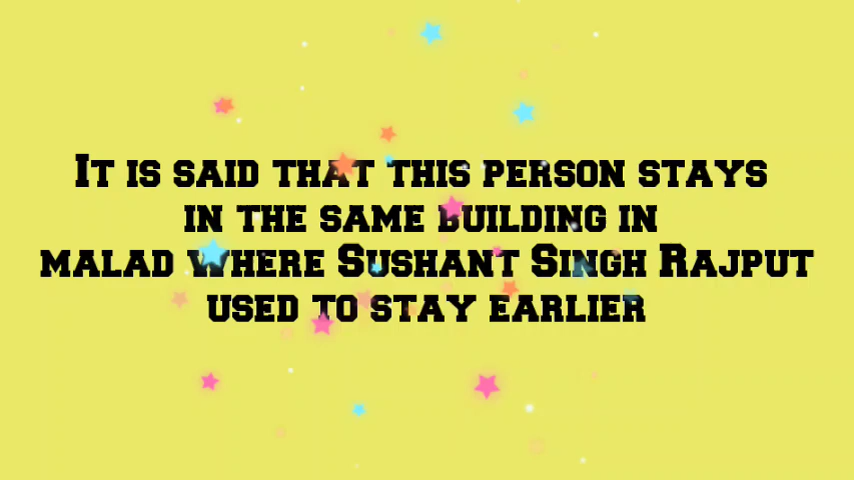 It is said that this person stays
in the same building in
malad where Sushant Singh Rajput
used to stay earlier